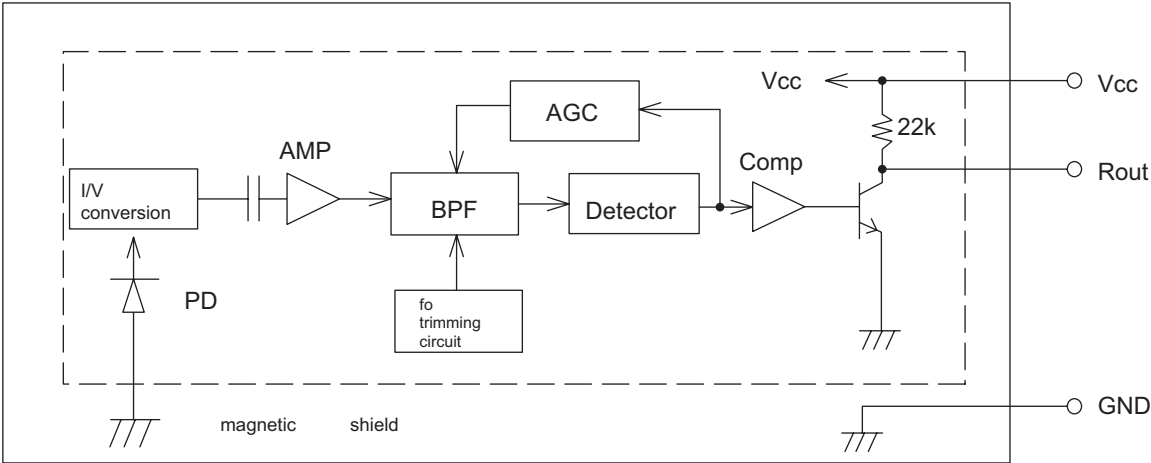 Vcc
Vcc
AGC
22k
AMP
Comp
Rout
I/V
conversion
BPF
Detector
PD
fo
trimming
circuit
GND
magnetic shield